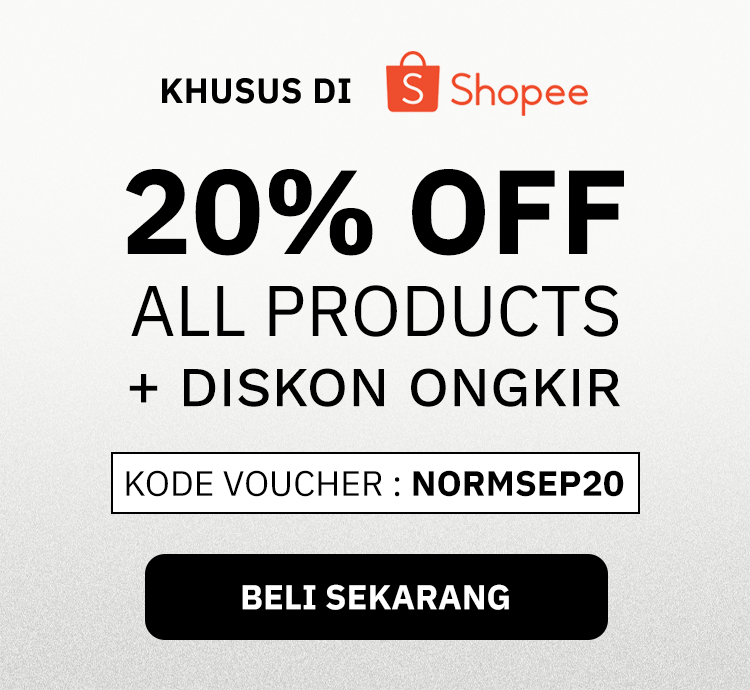 KHUSUS DI Shopee
20% OFF
ALL PRODUCTS
+ DISKON ONGKIR
KODE VOUCHER : NORMSEP20
BELI SEKARANG